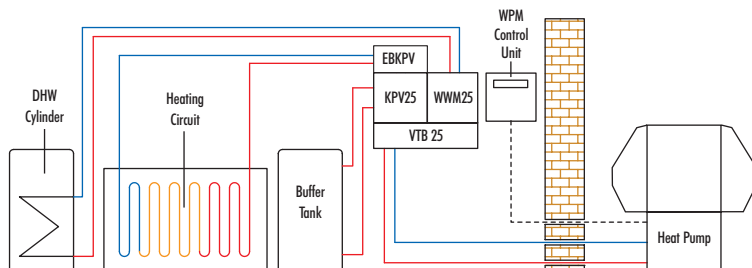 WPM
Control
Unit
EBKPV
KPV25
WWM25
VTB 25
DHW
Cylinder
Heating
Circuit
Buffer
Tank
Heat Pump